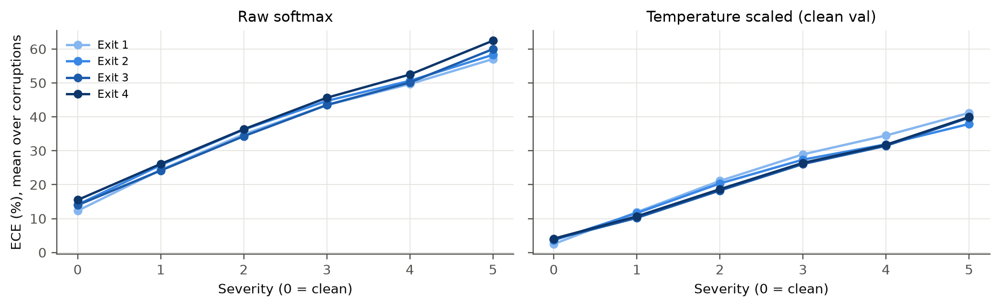 Raw softmax
Temperature scaled (clean val)
ECE (%), mean over corruptions
60
50
40
30
20
10
0
Exit 1
Exit 2
Exit 3
Exit 4
0 1 2 3 4 5
0 1 2 3 4 5
Severity (0 = clean)
Severity (0 = clean)